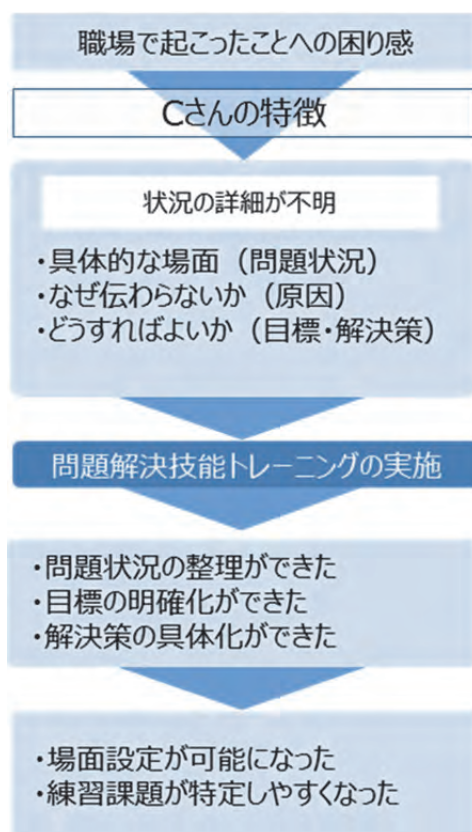 職場で起こったことへの困り感
Cさんの特徴
状況の詳細が不明
・具体的な場面（問題状況）
・なぜ伝わらないか（原因）
・どうすればよいか（目標・解決策）
問題解決技能トレーニングの実施
・問題状況の整理ができた
・目標の明確化ができた
・解決策の具体化ができた
・場面設定が可能になった
・練習課題が特定しやすくなった